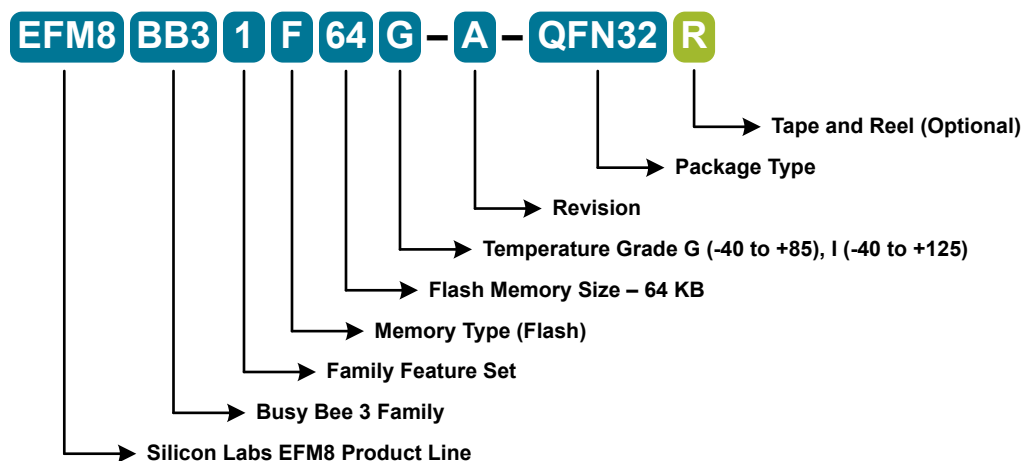 EFM8 BB3 1 F 64 G – A – QFN32 R
Tape and Reel (Optional)
Package Type
Revision
Temperature Grade G (-40 to +85), I (-40 to +125)
Flash Memory Size – 64 KB
Memory Type (Flash)
Family Feature Set
Busy Bee 3 Family
Silicon Labs EFM8 Product Line